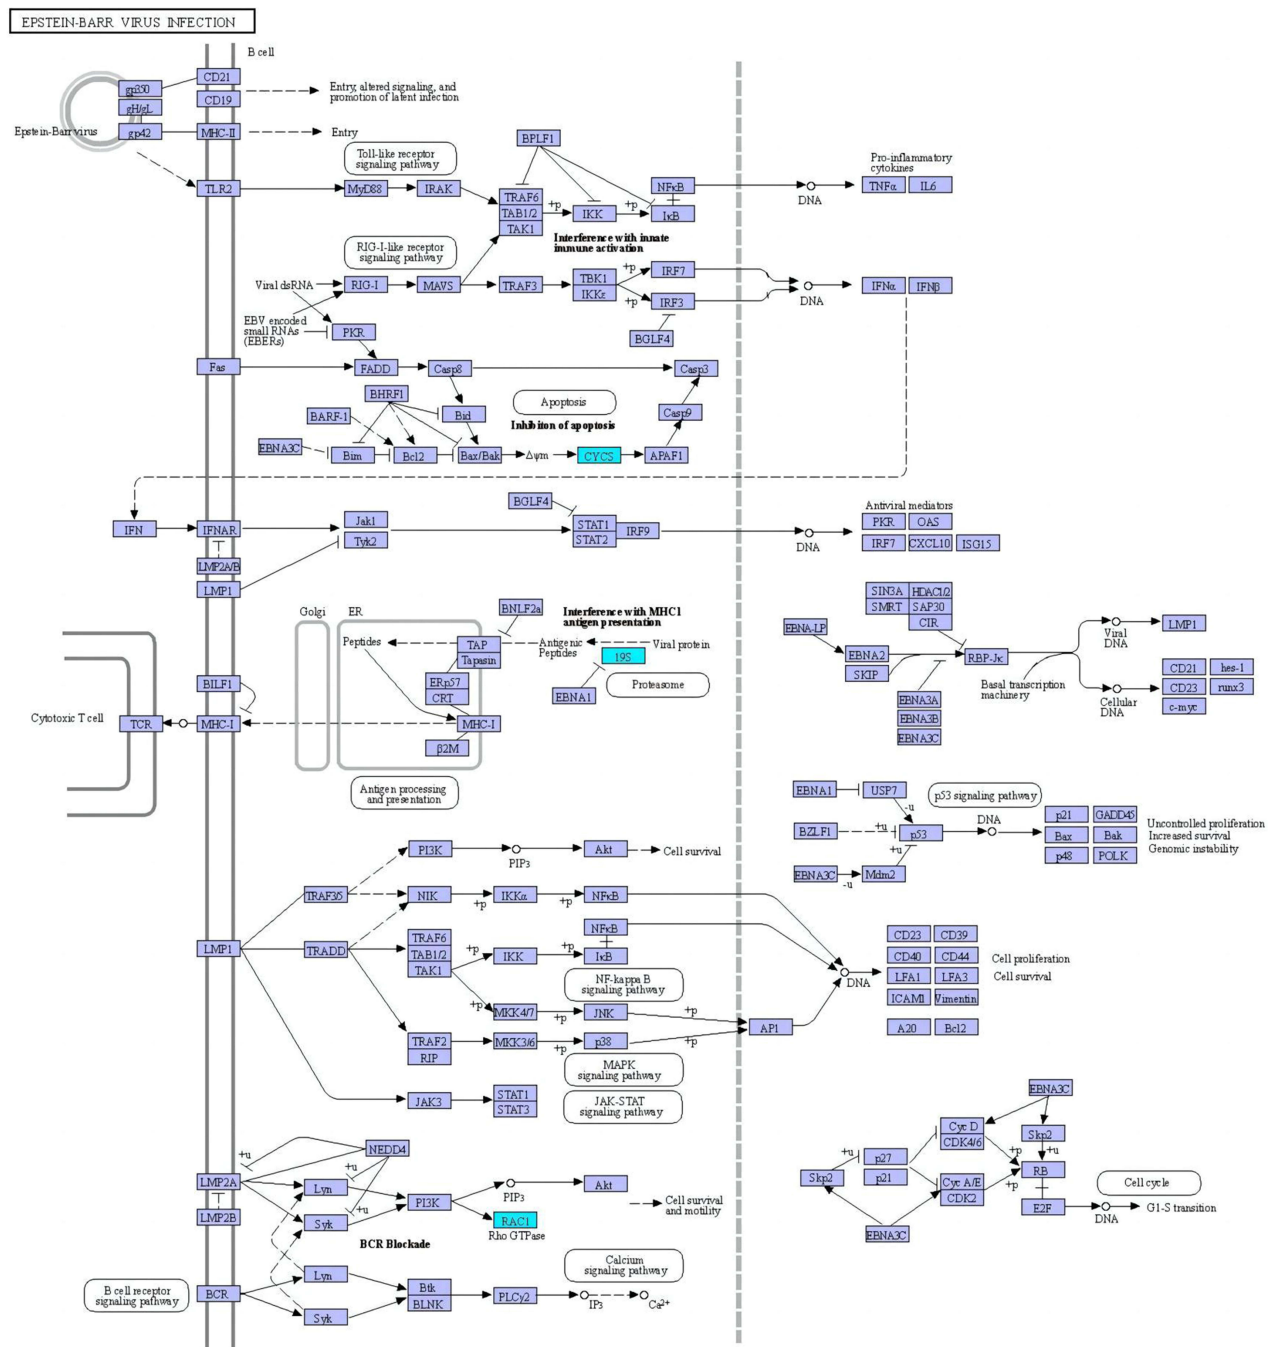 EPSTEIN-BARR VIRUS INFECTION
B cell
gp350
CD21
gH/gL
CD19
Entry, altered signaling, and
promotion of latent infection
Epstein-Barr virus
gp42
MHC-II
Entry
BPLF1
Toll-like receptor
signaling pathway
Pro-inflammatory
cytokines
TLR2
MyD88
IRAK
TRAF6
TAB1/2
TAK1
+p
IKK
+p
NFκB
IκB
DNA
TNFα
IL6
Interference with innate
immune activation
RIG-I-like receptor
signaling pathway
Viral dsRNA
RIG-I
MAVS
TRAF3
TBK1
IKKε
+p
+p
IRF7
IRF3
DNA
IFNα
IFNβ
EBV encoded
small RNAs
(EBERs)
PKR
BGLF4
Fas
FADD
Casp8
Casp3
BHRF1
Apoptosis
BARF-1
Bid
Casp9
Inhibiton of apoptosis
EBNA3C
Bim
Bcl2
Bax/Bak
Δψm
CYCS
APAF1
BGLF4
Antiviral mediators
IFN
IFNAR
Jak1
Tyk2
STAT1
STAT2
IRF9
DNA
PKR
OAS
IRF7
CXCL10
ISG15
LMP2A/B
LMP1
Golgi
ER
BNLF2a
Interference with MHC1
antigen presentation
SIN3A
HDAC1/2
SMRT
SAP30
CIR
Peptides
TAP
Tapasin
Antigenic
Peptides
Viral protein
19S
EBNA-LP
EBNA2
SKIP
RBP-Jκ
Viral
DNA
LMP1
ERp57
CRT
BILF1
EBNA1
Proteasome
Basal transcription
machinery
EBNA3A
EBNA3B
EBNA3C
Cellular
DNA
CD21
hes-1
CD23
runx3
c-myc
Cytotoxic T cell
TCR
MHC-I
MHC-I
β2M
Antigen processing
and presentation
EBNA1
USP7
p53 signaling pathway
-u
BZLF1
+u
p53
DNA
p21
GADD45
Bax
Bak
p48
POLK
Uncontrolled proliferation
Increased survival
Genomic instability
+u
EBNA3C
-u
Mdm2
PI3K
PIP3
Akt
Cell survival
TRAF3/5
NIK
+p
IKKα
+p
NFκB
LMP1
TRADD
TRAF6
TAB1/2
TAK1
+p
IKK
+p
NFκB
IκB
DNA
CD23
CD39
CD40
CD44
LFA1
LFA3
ICAM1
Vimentin
A20
Bcl2
Cell proliferation
Cell survival
NF-kappa B
signaling pathway
+p
MKK4/7
+p
JNK
+p
AP1
TRAF2
RIP
MKK3/6
+p
p38
+p
MAPK
signaling pathway
JAK3
STAT1
STAT3
JAK-STAT
signaling pathway
EBNA3C
Cyc D
CDK4/6
Skp2
+p
+u
NEDD4
+u
+u
LMP2A
Lyn
+u
Syk
LMP2B
PI3K
PIP3
Akt
Cell survival
and motility
RAC1
Rho GTPase
BCR Blockade
+u
p27
Skp2
p21
Cyc A/E
CDK2
+p
RB
E2F
DNA
Cell cycle
G1-S transition
EBNA3C
B cell receptor
signaling pathway
BCR
Lyn
Syk
Btk
BLNK
PLCγ2
IP3
Ca2+
Calcium
signaling pathway